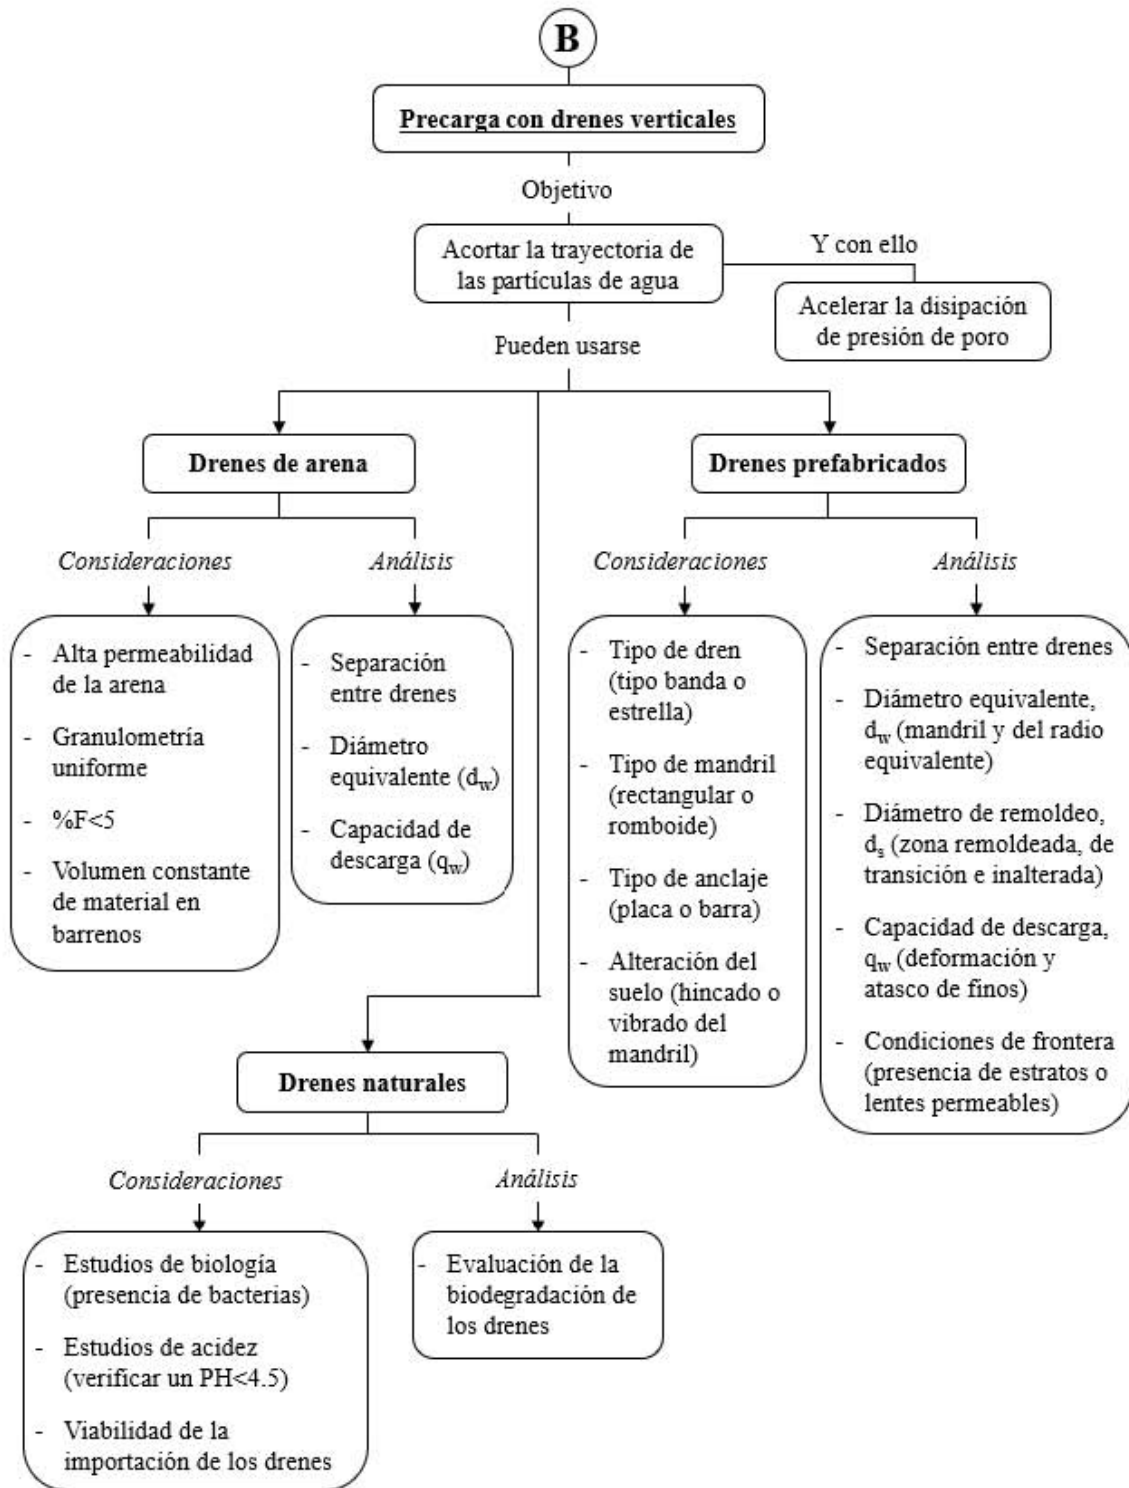 B
Precarga con drenes verticales
Objetivo
Acortar la trayectoria de
las partículas de agua
Y con ello
Acelerar la disipación
de presión de poro
Pueden usarse
Drenes de arena
Consideraciones
- Alta permeabilidad
de la arena
- Granulometría
uniforme
- %F<5
- Volumen constante
de material en
barrenos
Análisis
- Separación
entre drenes
- Diámetro
equivalente (dw)
- Capacidad de
descarga (qw)
Drenes prefabricados
Consideraciones
- Tipo de dren
(tipo banda o
estrella)
- Tipo de mandril
(rectangular o
romboide)
- Tipo de anclaje
(placa o barra)
- Alteración del
suelo (hincado o
vibrado del
mandril)
Análisis
- Separación entre drenes
- Diámetro equivalente,
dw (mandril y del radio
equivalente)
- Diámetro de remoldeo,
ds (zona remoldeada, de
transición e inalterada)
- Capacidad de descarga,
qw (deformación y
atasco de finos)
- Condiciones de frontera
(presencia de estratos o
lentes permeables)
Drenes naturales
Consideraciones
- Estudios de biología
(presencia de bacterias)
- Estudios de acidez
(verificar un PH<4.5)
- Viabilidad de la
importación de los drenes
Análisis
- Evaluación de la
biodegradación de
los drenes